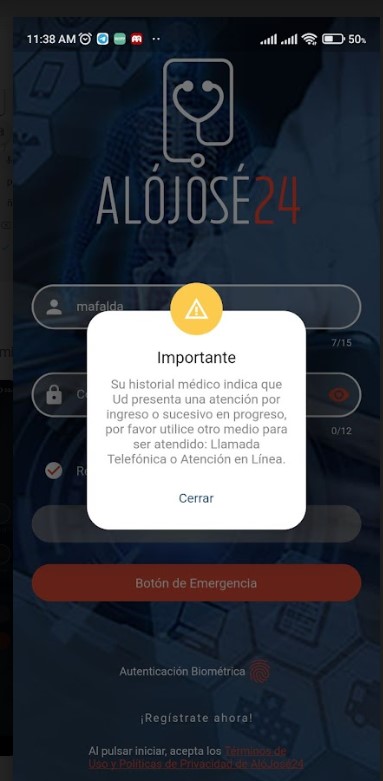 11:38 AM
50%
ALÓJOSÉ24
mafalda
7/15
Importante
Su historial médico indica que
Ud presenta una atención por
ingreso o sucesivo en progreso,
por favor utilice otro medio para
ser atendido: Llamada
Telefónica o Atención en Línea.
0/12
Cerrar
Botón de Emergencia
Autenticación Biométrica
¡Regístrate ahora!
Al pulsar iniciar, acepta los Términos de
Uso y Políticas de Privacidad de AloJosé24